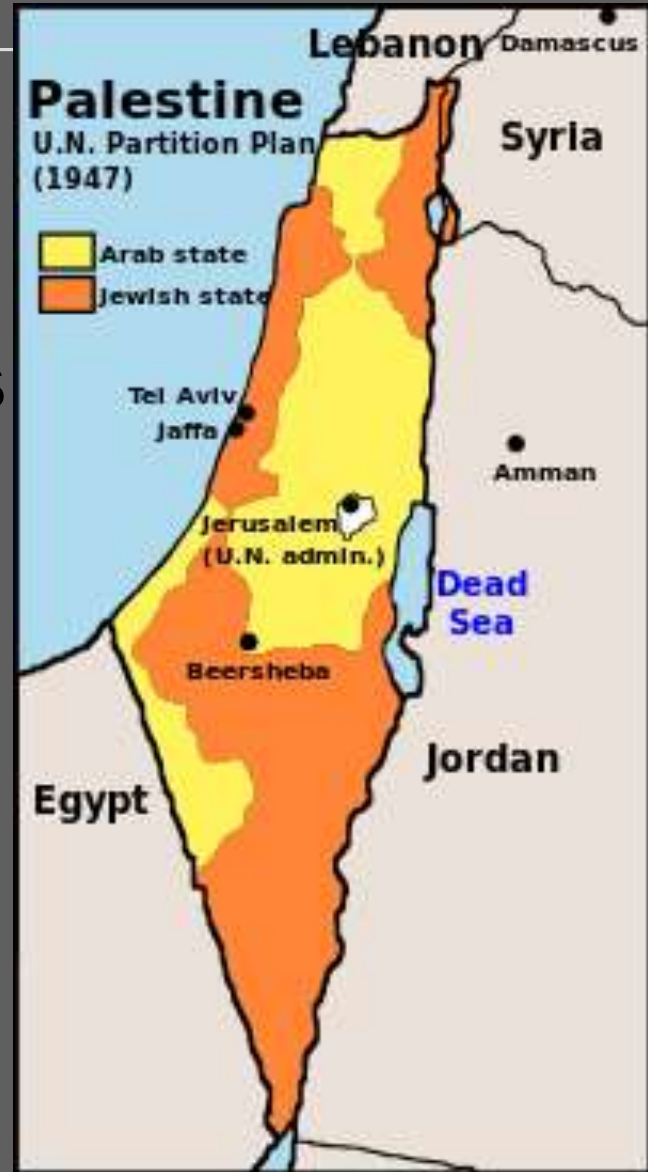 Lebanon
Damascus
Palestine
U.N. Partition Plan
(1947)
Syria
Arab state
Jewish state
s
Tel Aviv
Jaffa
Amman
Jerusalem
(U.N. admin.)
Dead
Sea
Beersheba
Jordan
Egypt